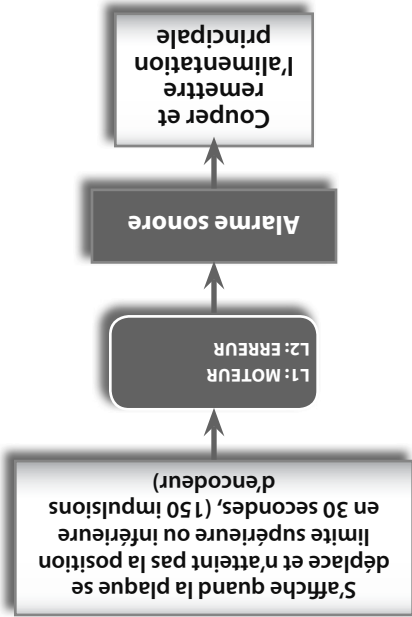 S'affiche quand la plaque se
déplace et n'atteint pas la position
limite supérieure ou inférieure
en 30 secondes, (150 impulsions
d'encodeur)
L1: MOTEUR
L2: ERREUR
Alarme sonore
Couper et
remettre
l'alimentation
principale